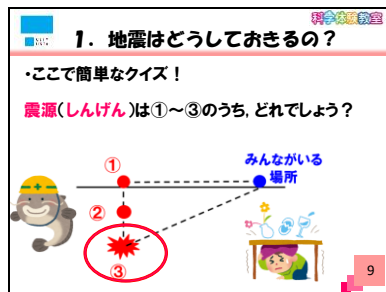 科学体験教室
1．地震はどうしておきるの？
・ここで簡単なクイズ！
震源（しんげん）は①～③のうち，どれでしょう？
①
みんながいる
場所
②
③
9